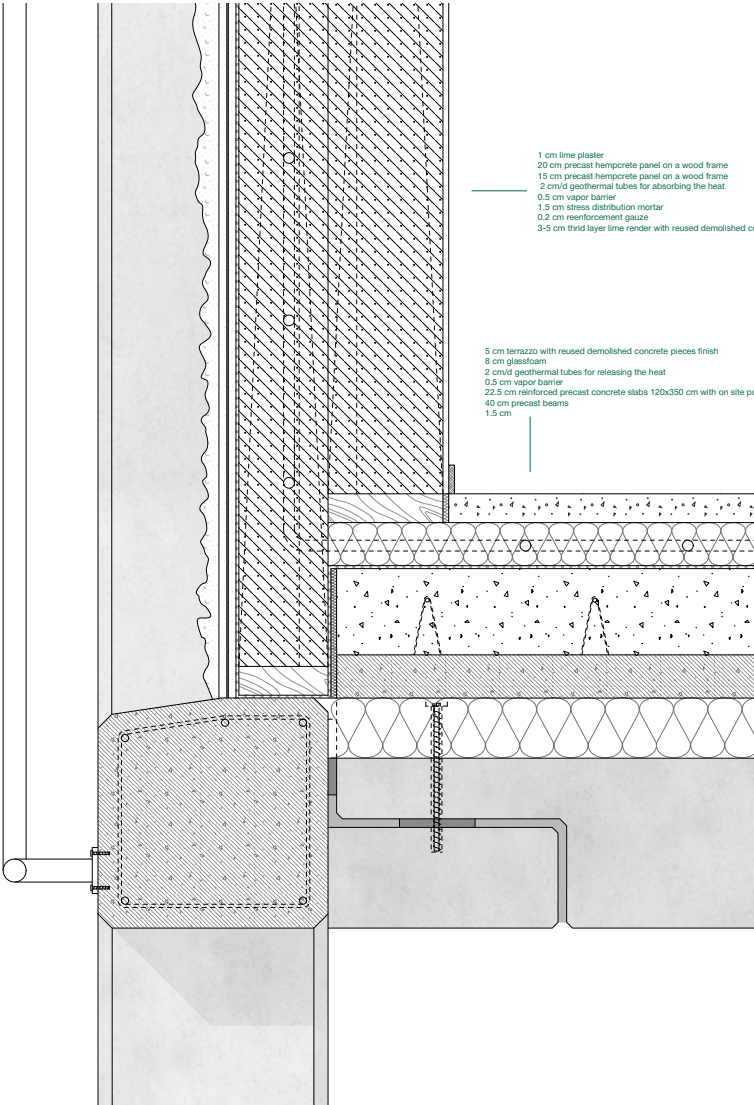 1 cm lime plaster
20 cm precast hempcrete panel on a wood frame
15 cm precast hempcrete panel on a wood frame
2 cm/d geothermal tubes for absorbing the heat
0.5 cm vapor barrier
1.5 cm stress distribution mortar
0.2 cm reenforcement gauze
3-5 cm thrid layer lime render with reused demolished
5 cm terrazzo with reused demolished concrete pieces finish
8 cm glassfoam
2 cm/d geothermal tubes for releasing the heat
0.5 cm vapor barrier
22.5 cm reinforced precast concrete slabs 120x350 cm with on site
40 cm precast beams
1.5 cm